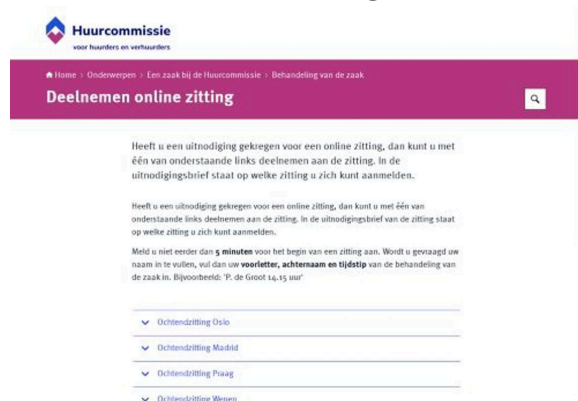 Huurcommissie
voor huurders en verhuurders
Home > Onderwerpen > Een zaak bij de Huurcommissie > Behandeling van de zaak
Deelnemen online zitting
Heeft u een uitnodiging gekregen voor een online zitting, dan kunt u met
één van onderstaande links deelnemen aan de zitting. In de
uitnodigingsbrief staat op welke zitting u zich kunt aanmelden.
Heeft u een uitnodiging gekregen voor een online zitting, dan kunt u met één van
onderstaande links deelnemen aan de zitting. In de uitnodigingsbrief van de zitting staat
op welke zitting u zich kunt aanmelden.
Meld u niet eerder dan 5 minuten voor het begin van een zitting aan. Wordt u gevraagd uw
naam in te vullen, vul dan uw voorletter, achternaam en tijdstip van de behandeling van
de zaak in. Bijvoorbeeld: 'P. de Groot 14.15 uur'
Ochtendzitting Oslo
Ochtendzitting Madrid
Ochtendzitting Praag
Ochtendzitting Wenen